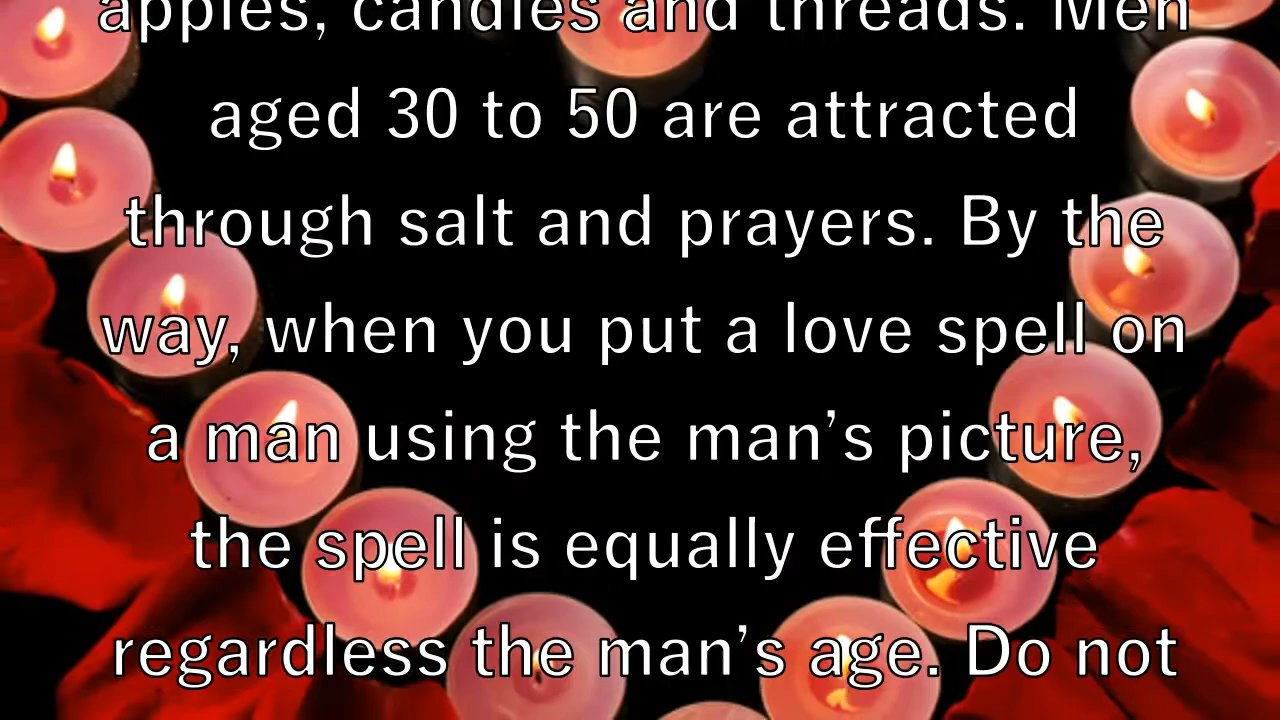 apples, candles and threads. Men
aged 30 to 50 are attracted
through salt and prayers. By the
way, when you put a love spell on
a man using the man’s picture,
the spell is equally effective
regardless the man’s age. Do not